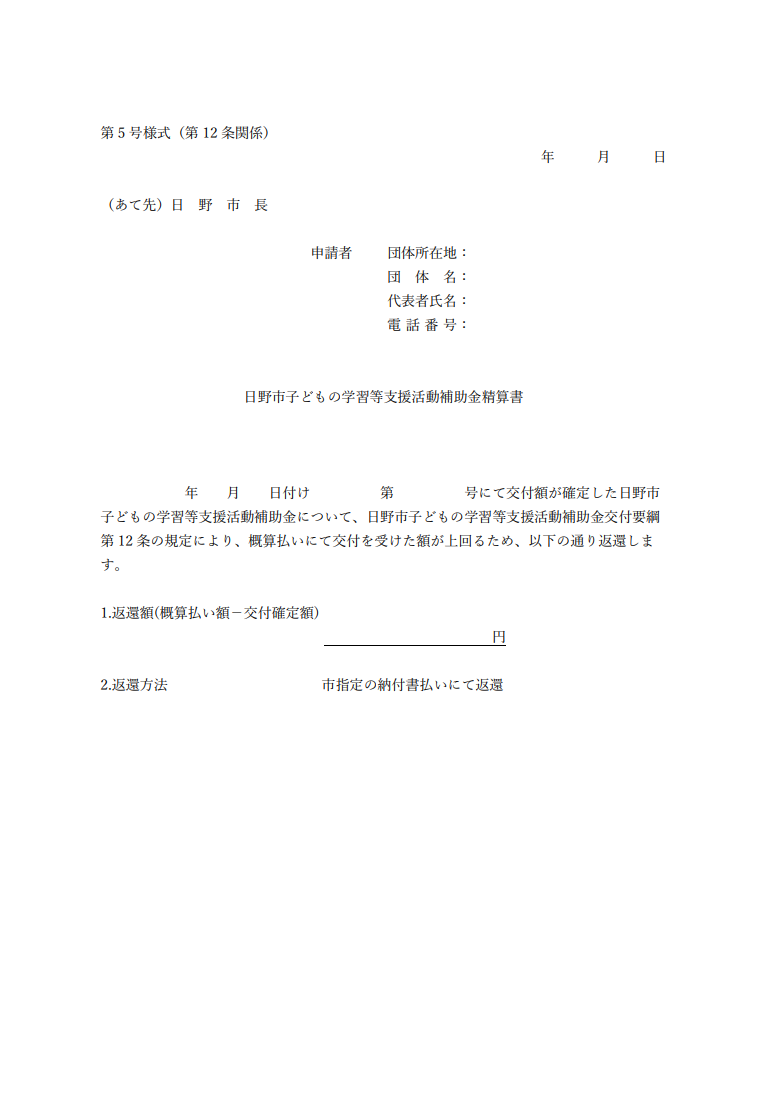 第5号様式（第12条関係）
年　　　月　　　日
（あて先）日　野　市　長
申請者　　団体所在地：
団　体　名：
代表者氏名：
電 話 番 号：
日野市子どもの学習等支援活動補助金精算書
年　　月　　日付け　　　　　第　　　　　号にて交付額が確定した日野市
子どもの学習等支援活動補助金について、日野市子どもの学習等支援活動補助金交付要綱
第12条の規定により、概算払いにて交付を受けた額が上回るため、以下の通り返還しま
す。
1.返還額(概算払い額－交付確定額)
円
2.返還方法　　　　　　　　　　　市指定の納付書払いにて返還